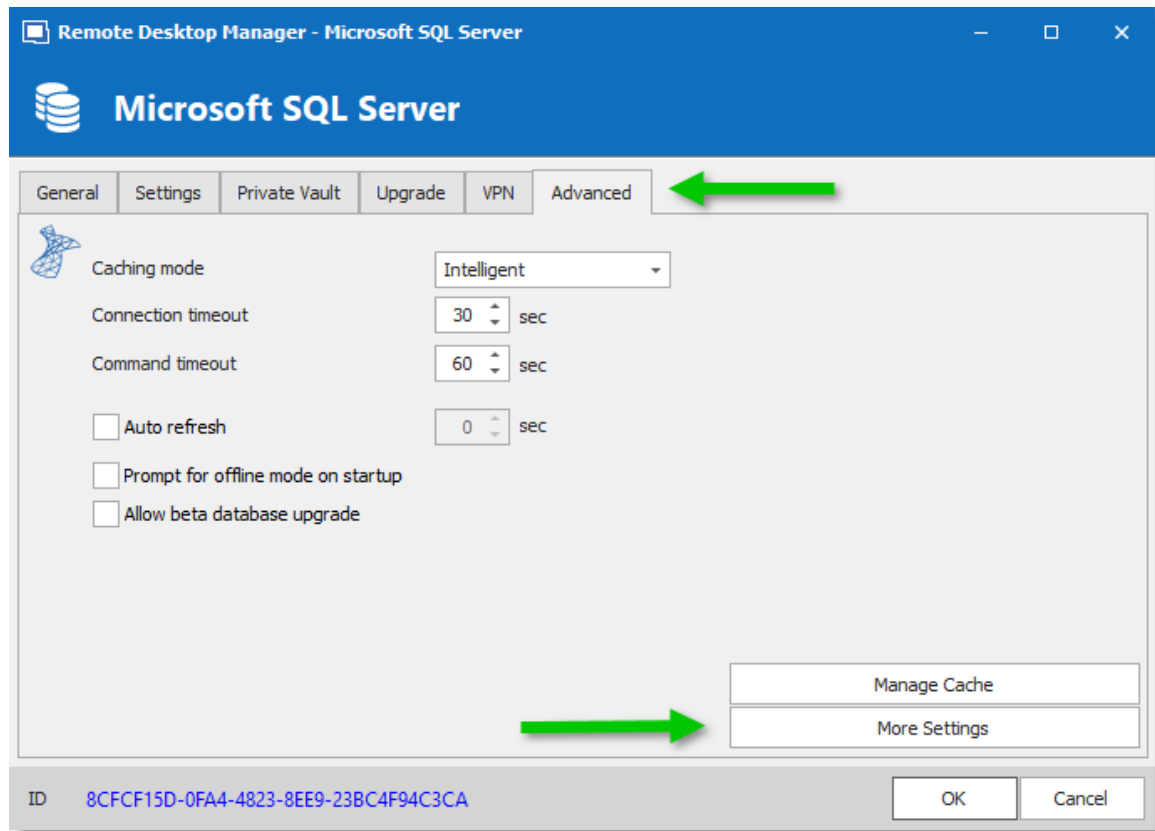 Remote Desktop Manager - Microsoft SQL Server
Microsoft SQL Server
General Settings Private Vault Upgrade VPN Advanced
Caching mode Intelligent
Connection timeout 30 sec
Command timeout 60 sec
Auto refresh 0 sec
Prompt for offline mode on startup
Allow beta database upgrade
Manage Cache
More Settings
ID 8CFCF15D-0FA4-4823-8EE9-23BC4F94C3CA OK Cancel